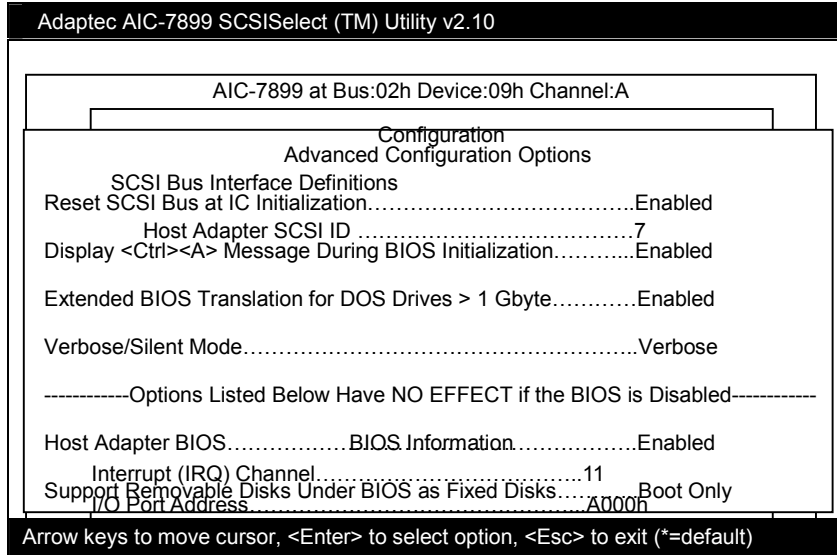 Adaptec AIC-7899 SCSISelect (TM) Utility v2.10
AIC-7899 at Bus:02h Device:09h Channel:A
Configuration
Advanced Configuration Options
SCSI Bus Interface Definitions
Reset SCSI Bus at IC Initialization……………………………….Enabled
Host Adapter SCSI ID …………………………………7
Display <Ctrl><A> Message During BIOS Initialization………...Enabled
Extended BIOS Translation for DOS Drives > 1 Gbyte…………Enabled
Verbose/Silent Mode……………………………………………….Verbose
------------Options Listed Below Have NO EFFECT if the BIOS is Disabled------------
Host Adapter BIOS………………………………………………….Enabled
BIOS Information
Interrupt (IRQ) Channel……………………………….11
Support Removable Disks Under BIOS as Fixed Disks………..Boot Only
I/O Port Address………………………………………..A000h
Arrow keys to move cursor, <Enter> to select option, <Esc> to exit (*=default)